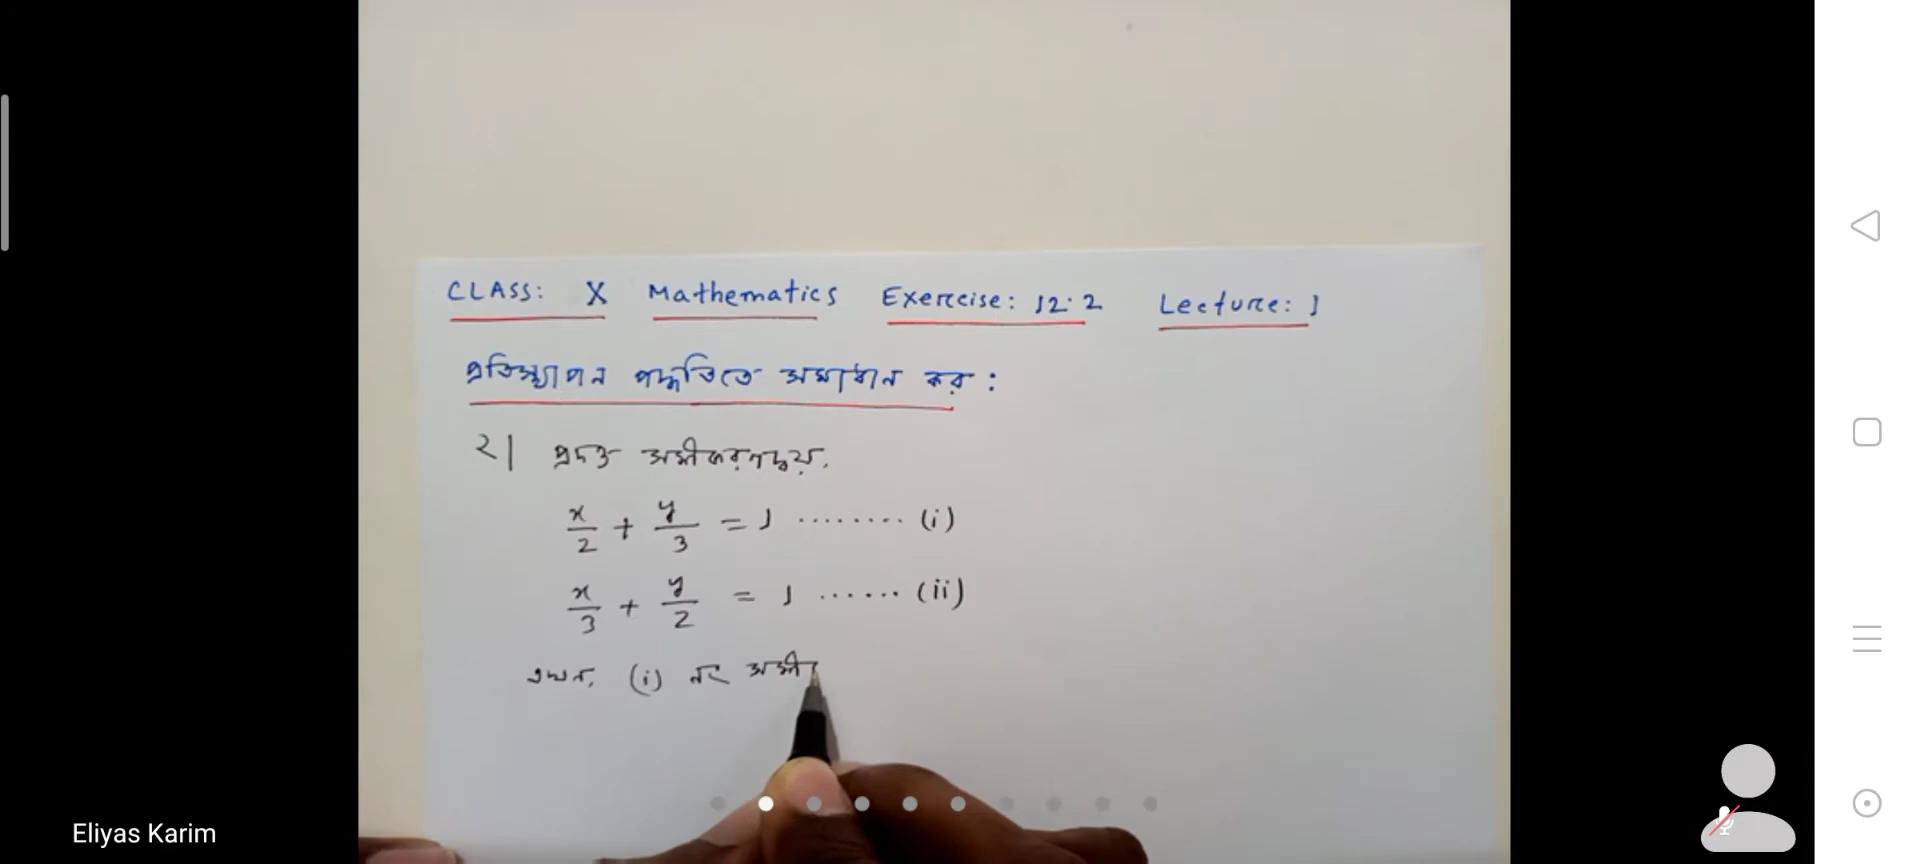 CLASS: X Mathematics Exercise: 12.2 Lecture: 1
প্রতিস্থাপন পদ্ধতিতে সমাধান কর :
২। প্রদত্ত সমীকরণদ্বয়,
x/2 + y/3 = 1 ........ (i)
x/3 + y/2 = 1 ...... (ii)
এখন, (i) নং সমী
Eliyas Karim